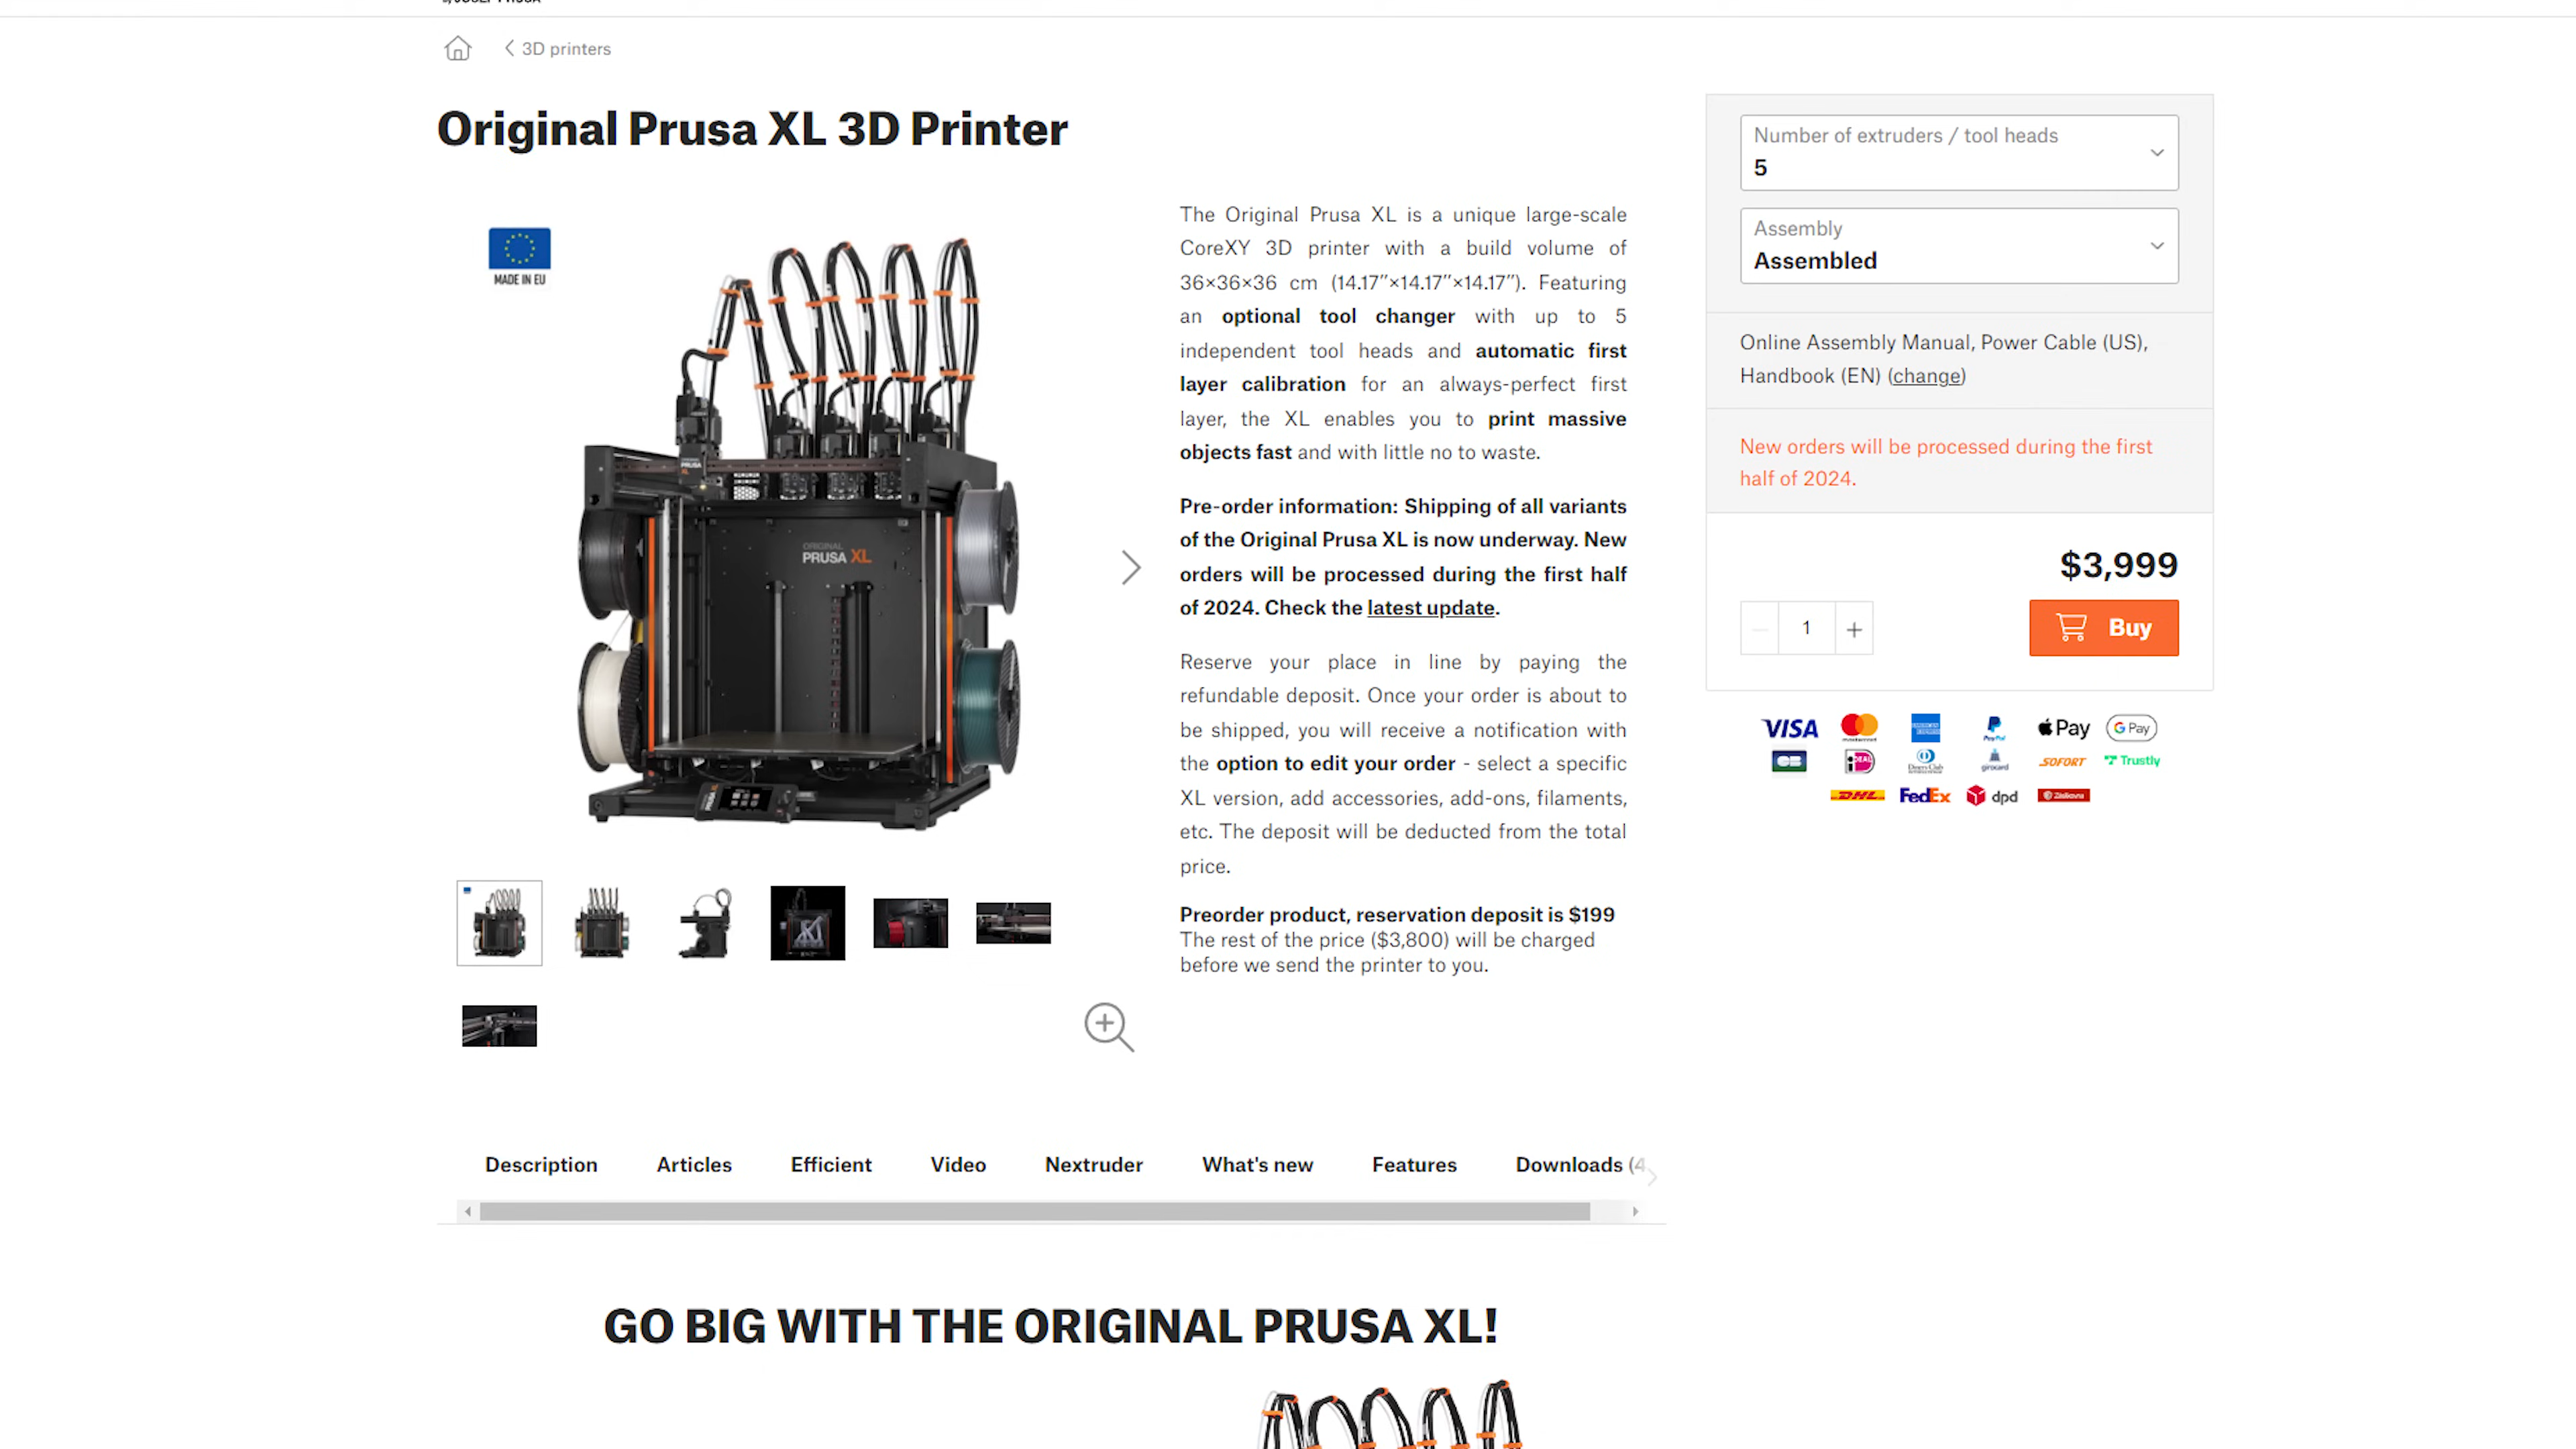 by JOSEF PRUSA
3D printers
Original Prusa XL 3D Printer
MADE IN EU
ORIGINAL
PRUSA XL
The Original Prusa XL is a unique large-scale
CoreXY 3D printer with a build volume of
36×36×36 cm (14.17"×14.17"×14.17"). Featuring
an optional tool changer with up to 5
independent tool heads and automatic first
layer calibration for an always-perfect first
layer, the XL enables you to print massive
objects fast and with little no to waste.
Pre-order information: Shipping of all variants
of the Original Prusa XL is now underway. New
orders will be processed during the first half
of 2024. Check the latest update.
Reserve your place in line by paying the
refundable deposit. Once your order is about to
be shipped, you will receive a notification with
the option to edit your order - select a specific
XL version, add accessories, add-ons, filaments,
etc. The deposit will be deducted from the total
price.
Preorder product, reservation deposit is $199
The rest of the price ($3,800) will be charged
before we send the printer to you.
Number of extruders / tool heads
5
Assembly
Assembled
Online Assembly Manual, Power Cable (US),
Handbook (EN) (change)
New orders will be processed during the first
half of 2024.
$3,999
1
Buy
VISA mastercard PayPal Pay G Pay
CB iDEAL Diners Club girocard SOFORT Trustly
DHL FedEx dpd
Description Articles Efficient Video Nextruder What's new Features Downloads (4
GO BIG WITH THE ORIGINAL PRUSA XL!